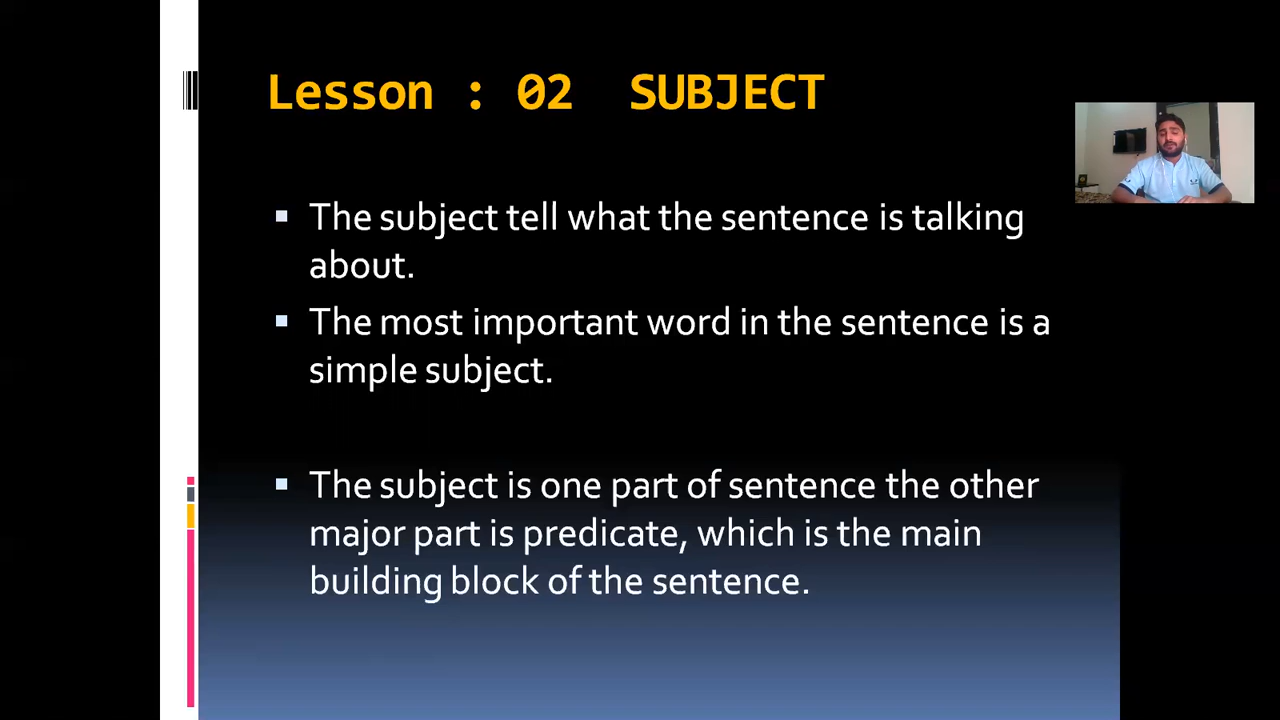 Lesson : 02 SUBJECT
The subject tell what the sentence is talking
about.
The most important word in the sentence is a
simple subject.
The subject is one part of sentence the other
major part is predicate, which is the main
building block of the sentence.